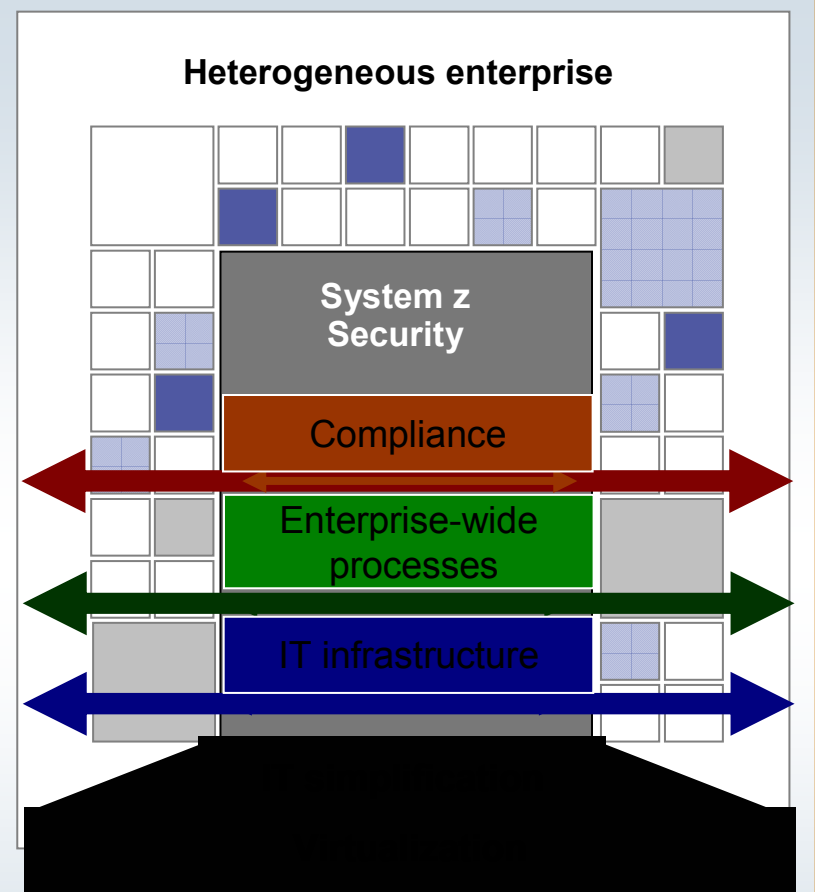 Heterogeneous enterprise
System z
Security
Compliance
Enterprise-wide
processes
IT infrastructure